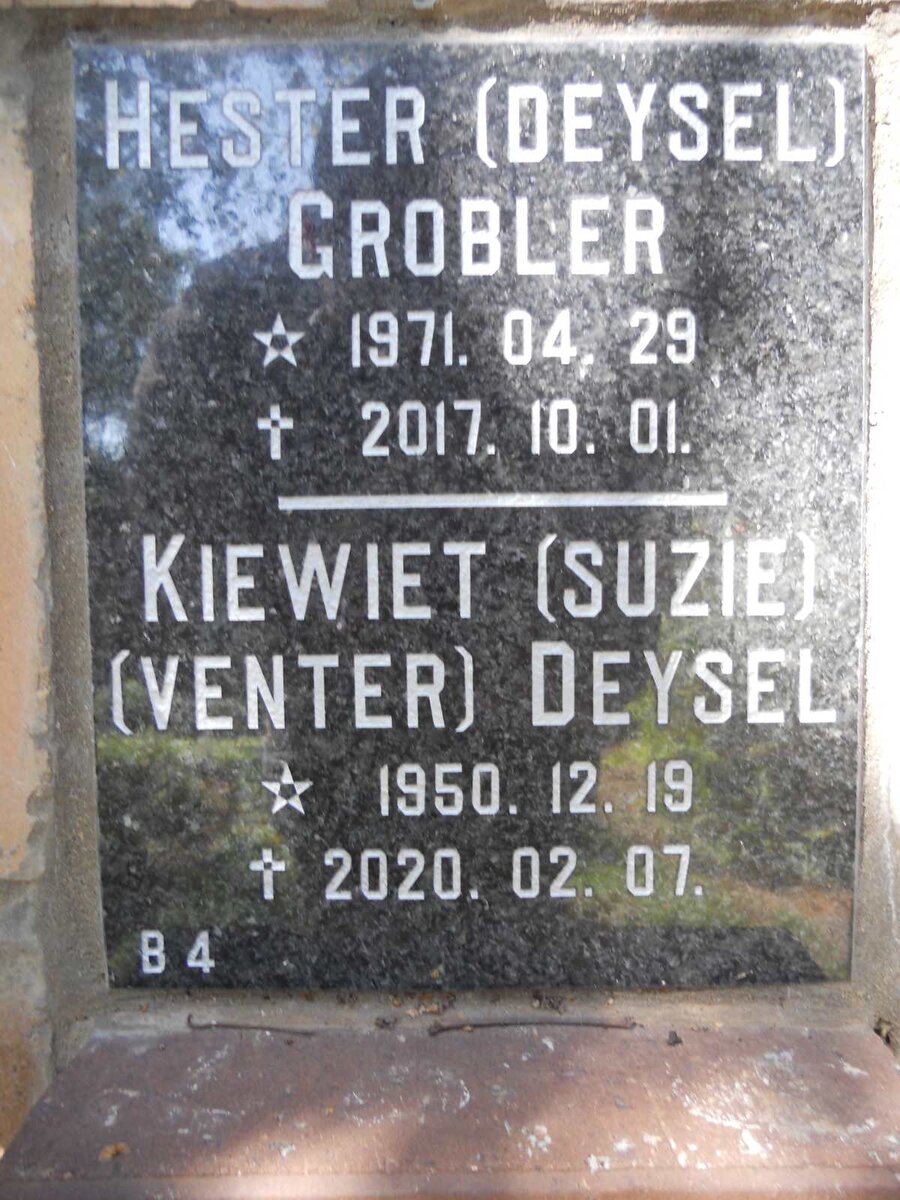 HESTER (DEYSEL)
GROBLER
☆ 1971. 04. 29
✝ 2017. 10. 01.
KIEWIET (SUZIE)
(VENTER) DEYSEL
☆ 1950. 12. 19
✝ 2020. 02. 07.
B 4